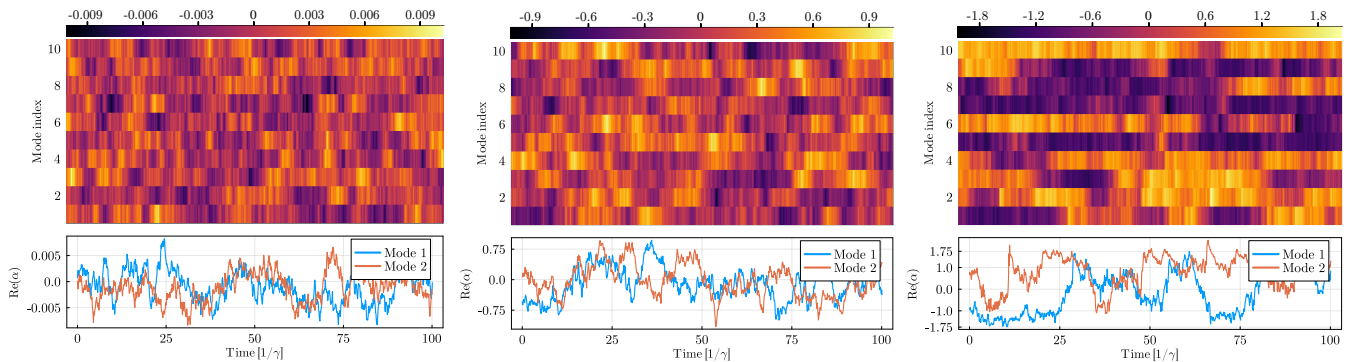 -0.009 -0.006 -0.003 0 0.003 0.006 0.009
10
8
6
4
2
Mode index
0.005
0.0
-0.005
Re(α)
Mode 1
Mode 2
0 25 50 75 100
Time [1/γ]
-0.9 -0.6 -0.3 0 0.3 0.6 0.9
10
8
6
4
2
Mode index
0.75
0.0
-0.75
Re(α)
Mode 1
Mode 2
0 25 50 75 100
Time [1/γ]
-1.8 -1.2 -0.6 0 0.6 1.2 1.8
10
8
6
4
2
Mode index
1.75
1.0
0.0
-1.0
-1.75
Re(α)
Mode 1
Mode 2
0 25 50 75 100
Time [1/γ]